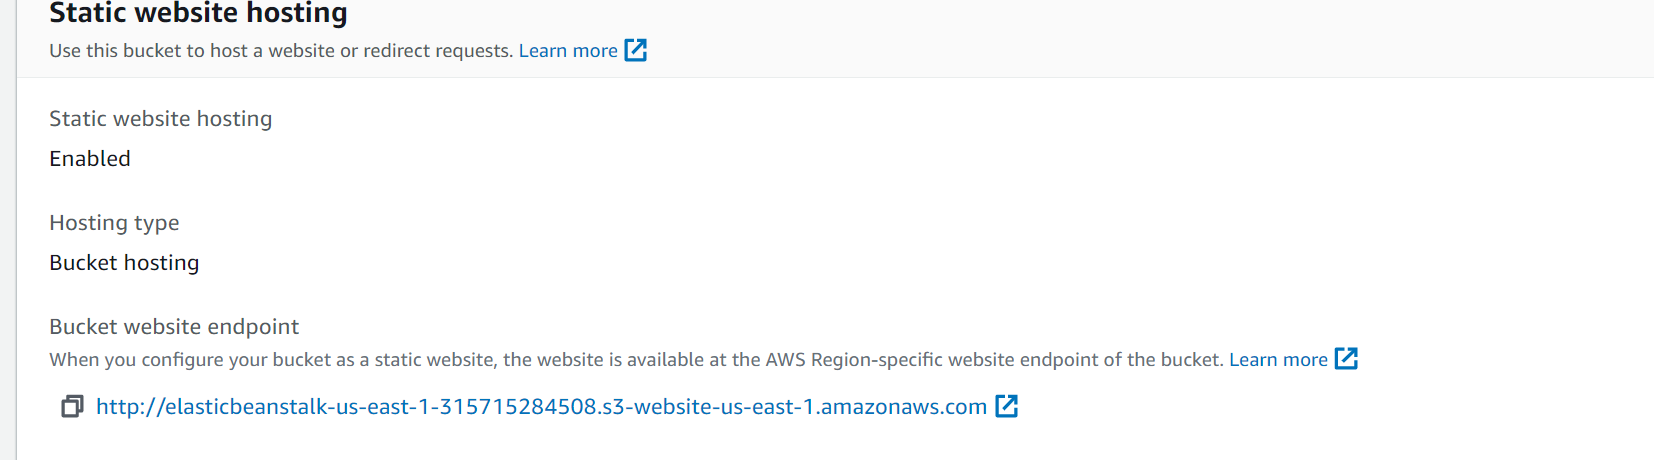 Static website hosting
Use this bucket to host a website or redirect requests. Learn more
Static website hosting
Enabled
Hosting type
Bucket hosting
Bucket website endpoint
When you configure your bucket as a static website, the website is available at the AWS Region-specific website endpoint of the bucket. Learn more
http://elasticbeanstalk-us-east-1-315715284508.s3-website-us-east-1.amazonaws.com